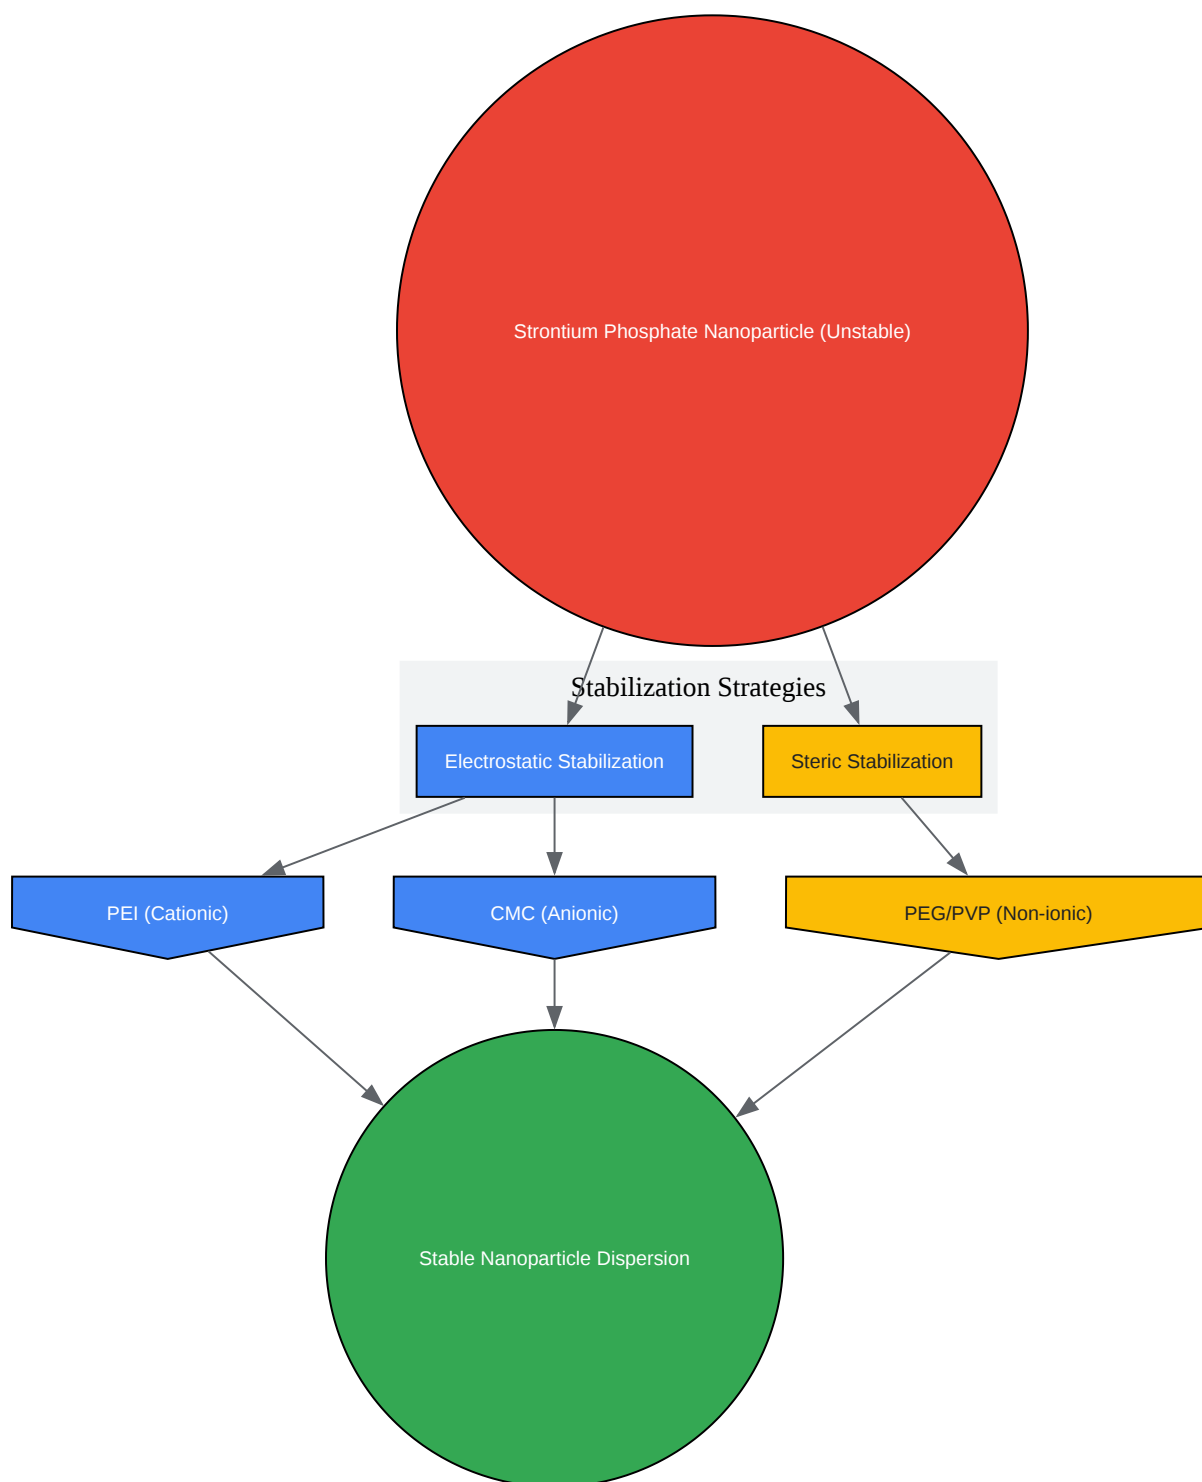 Strontium Phosphate Nanoparticle (Unstable)
Stabilization Strategies
Electrostatic Stabilization
Steric Stabilization
PEI (Cationic)
CMC (Anionic)
PEG/PVP (Non-ionic)
Stable Nanoparticle Dispersion